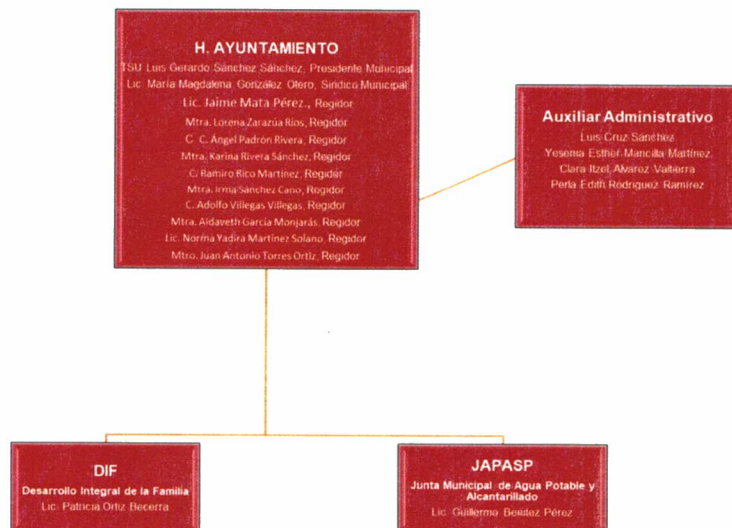 H. AYUNTAMIENTO
TSU Luis Gerardo Sánchez Sánchez, Presidente Municipal
Lic. María Magdalena González Otero, Síndico Municipal
Lic. Jaime Mata Pérez., Regidor
Mtra. Lorena Zarazúa Ríos, Regidor
C. C. Ángel Padrón Rivera, Regidor
Mtra. Karina Rivera Sánchez, Regidor
C. Ramiro Rico Martínez, Regidor
Mtra. Irma Sánchez Cano, Regidor
C. Adolfo Villegas Villegas, Regidor
Mtra. Aidaveth García Monjarás, Regidor
Lic. Norma Yadira Martínez Solano, Regidor
Mtro. Juan Antonio Torres Ortiz, Regidor
Auxiliar Administrativo
Luis Cruz Sánchez
Yesenia Esther Mancilla Martínez
Clara Itzel Alvarez Valtierra
Perla Edith Rodríguez Ramírez
DIF
Desarrollo Integral de la Familia
Lic. Patricia Ortiz Becerra
JAPASP
Junta Municipal de Agua Potable y
Alcantarillado
Lic. Guillermo Benitez Pérez